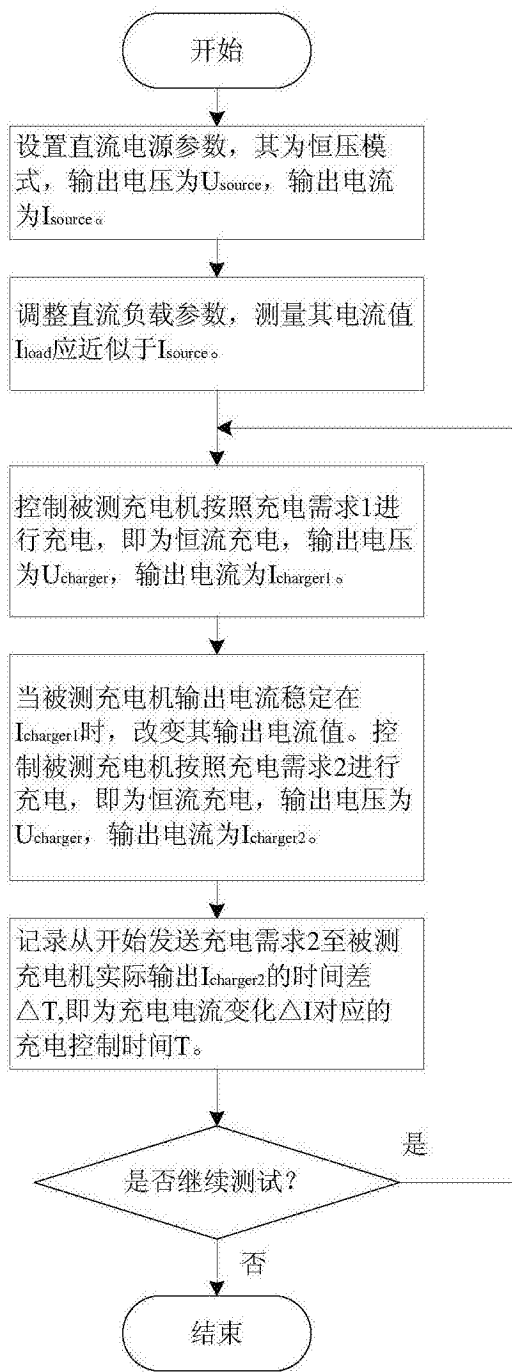 开始
设置直流电源参数，其为恒压模
式，输出电压为Usource，输出电流
为Isource。
调整直流负载参数，测量其电流值
Iload应近似于Isource。
控制被测充电机按照充电需求1进
行充电，即为恒流充电，输出电压
为Ucharger，输出电流为Icharger1。
当被测充电机输出电流稳定在
Icharger1时，改变其输出电流值。控
制被测充电机按照充电需求2进行
充电，即为恒流充电，输出电压为
Ucharger，输出电流为Icharger2。
记录从开始发送充电需求2至被测
充电机实际输出Icharger2的时间差
△T,即为充电电流变化△I对应的
充电控制时间T。
是
是否继续测试？
否
结束